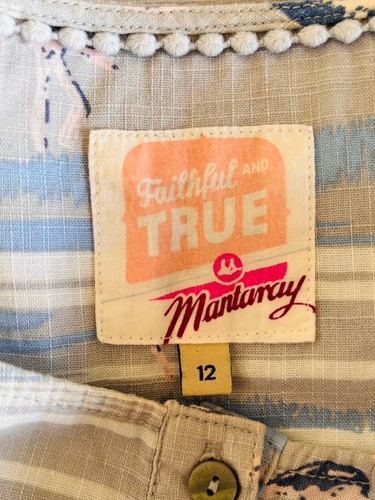 Faithful AND
TRUE
Mantaray
12